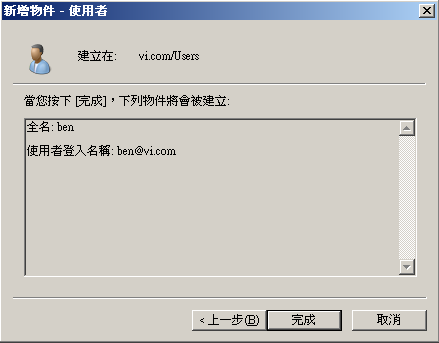 新增物件 - 使用者
建立在: vi.com/Users
當您按下 [完成]，下列物件將會被建立:
全名: ben
使用者登入名稱: ben@vi.com
< 上一步(B) 完成 取消